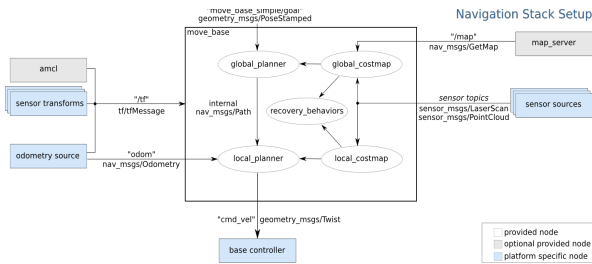 "move_base_simple/goal"
geometry_msgs/PoseStamped
Navigation Stack Setup
move_base
"/map"
nav_msgs/GetMap
map_server
global_planner
global_costmap
amcl
sensor transforms
"/tf"
tf/tfMessage
internal
nav_msgs/Path
recovery_behaviors
sensor topics
sensor_msgs/LaserScan
sensor_msgs/PointCloud
sensor sources
odometry source
"odom"
nav_msgs/Odometry
local_planner
local_costmap
"cmd_vel" geometry_msgs/Twist
base controller
provided node
optional provided node
platform specific node